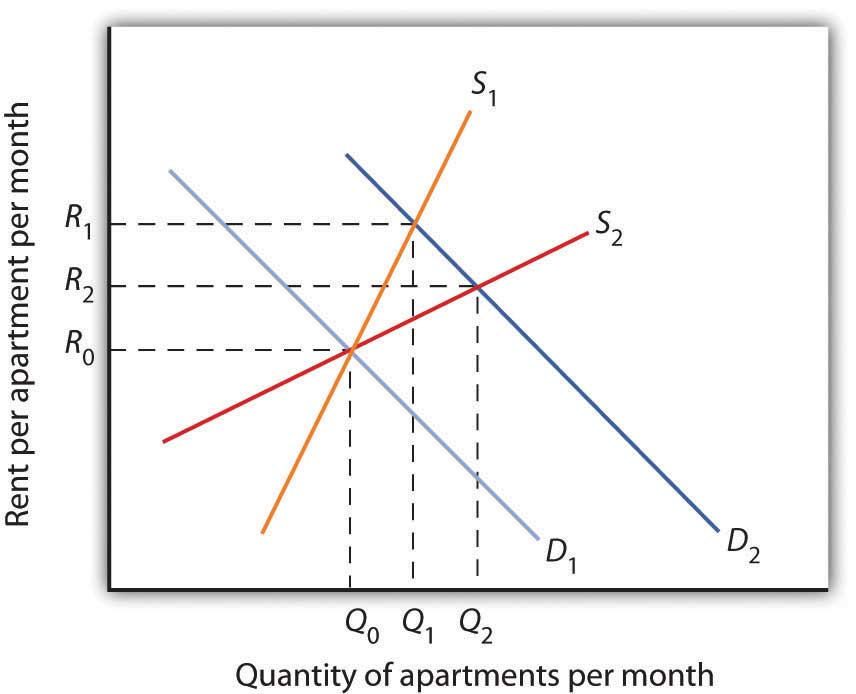 Rent per apartment per month
S₁
R₁
S₂
R₂
R₀
D₁
D₂
Q₀ Q₁ Q₂
Quantity of apartments per month